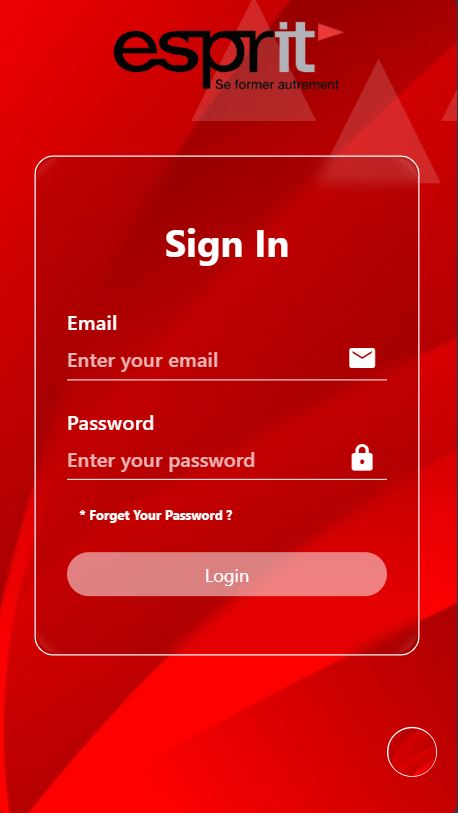 esprit
Se former autrement
Sign In
Email
Enter your email
Password
Enter your password
* Forget Your Password ?
Login